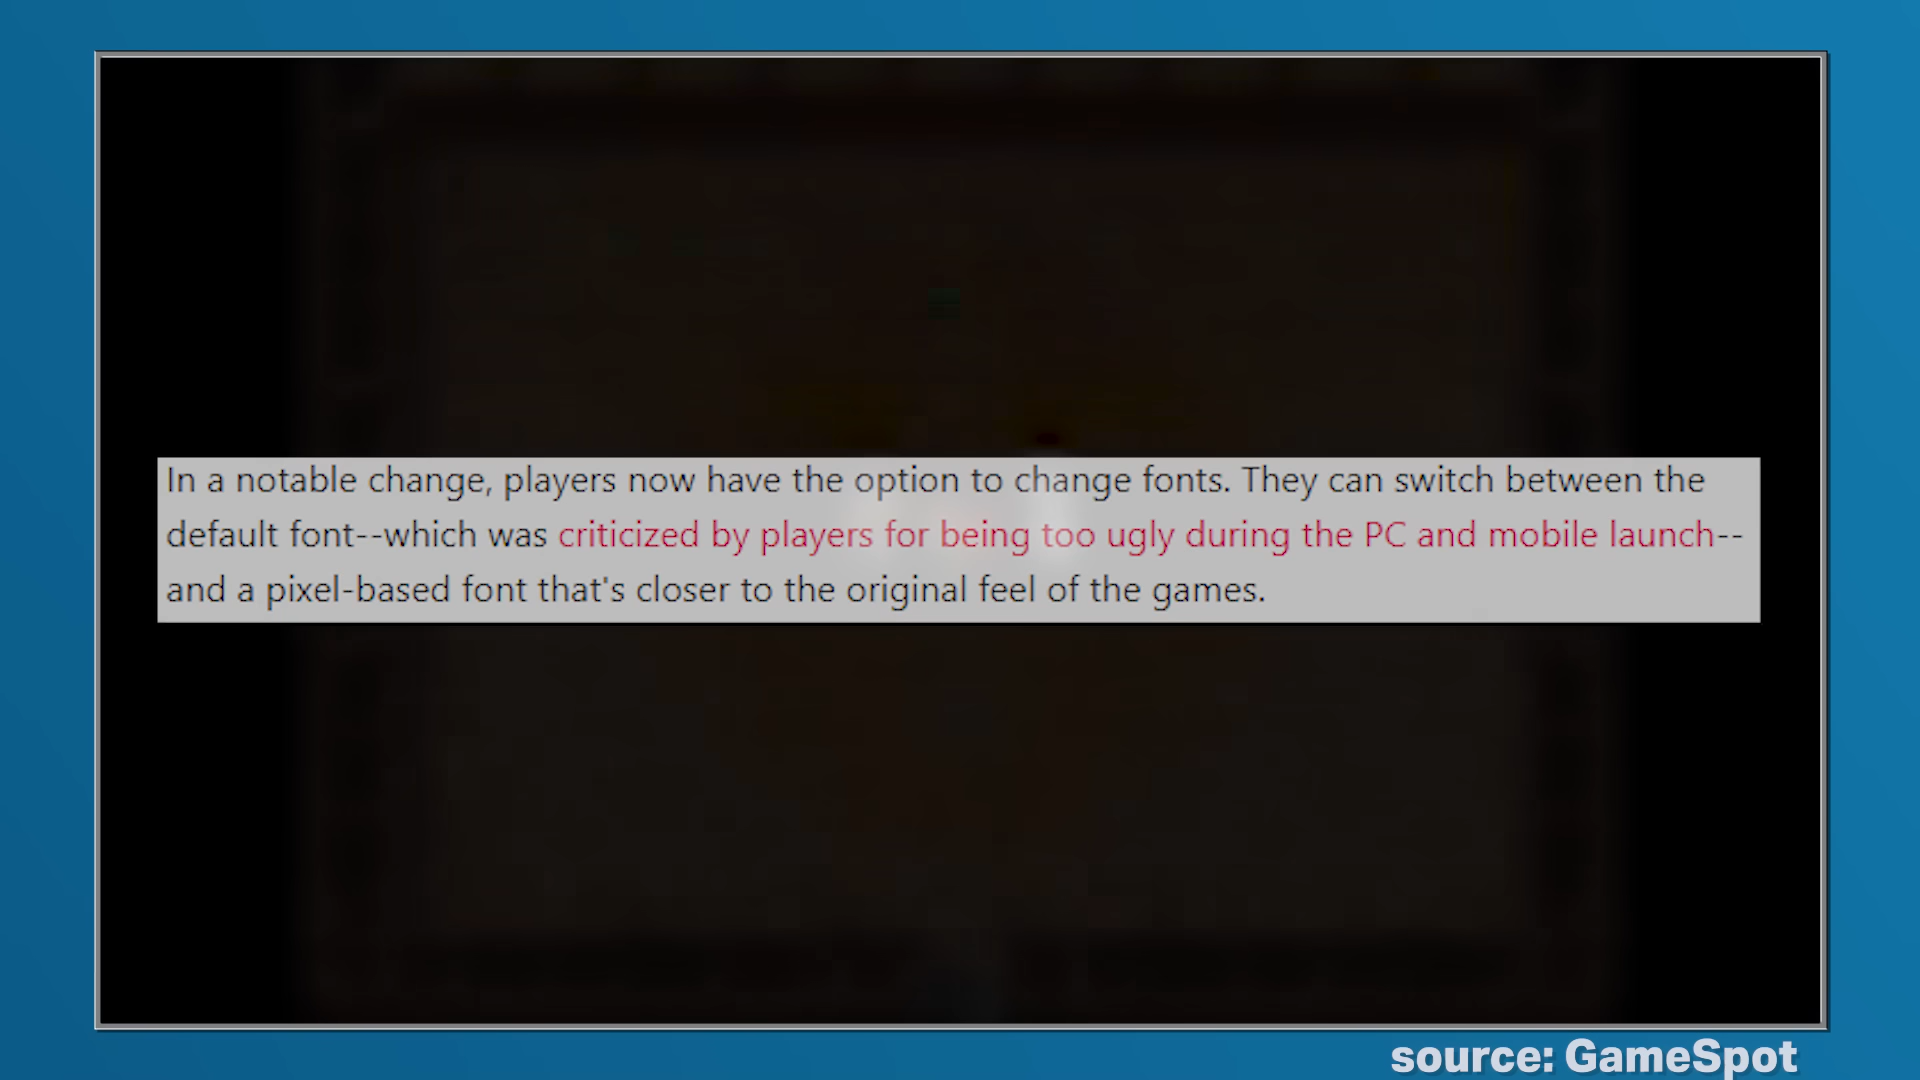 In a notable change, players now have the option to change fonts. They can switch between the
default font--which was criticized by players for being too ugly during the PC and mobile launch--
and a pixel-based font that's closer to the original feel of the games.
source: GameSpot